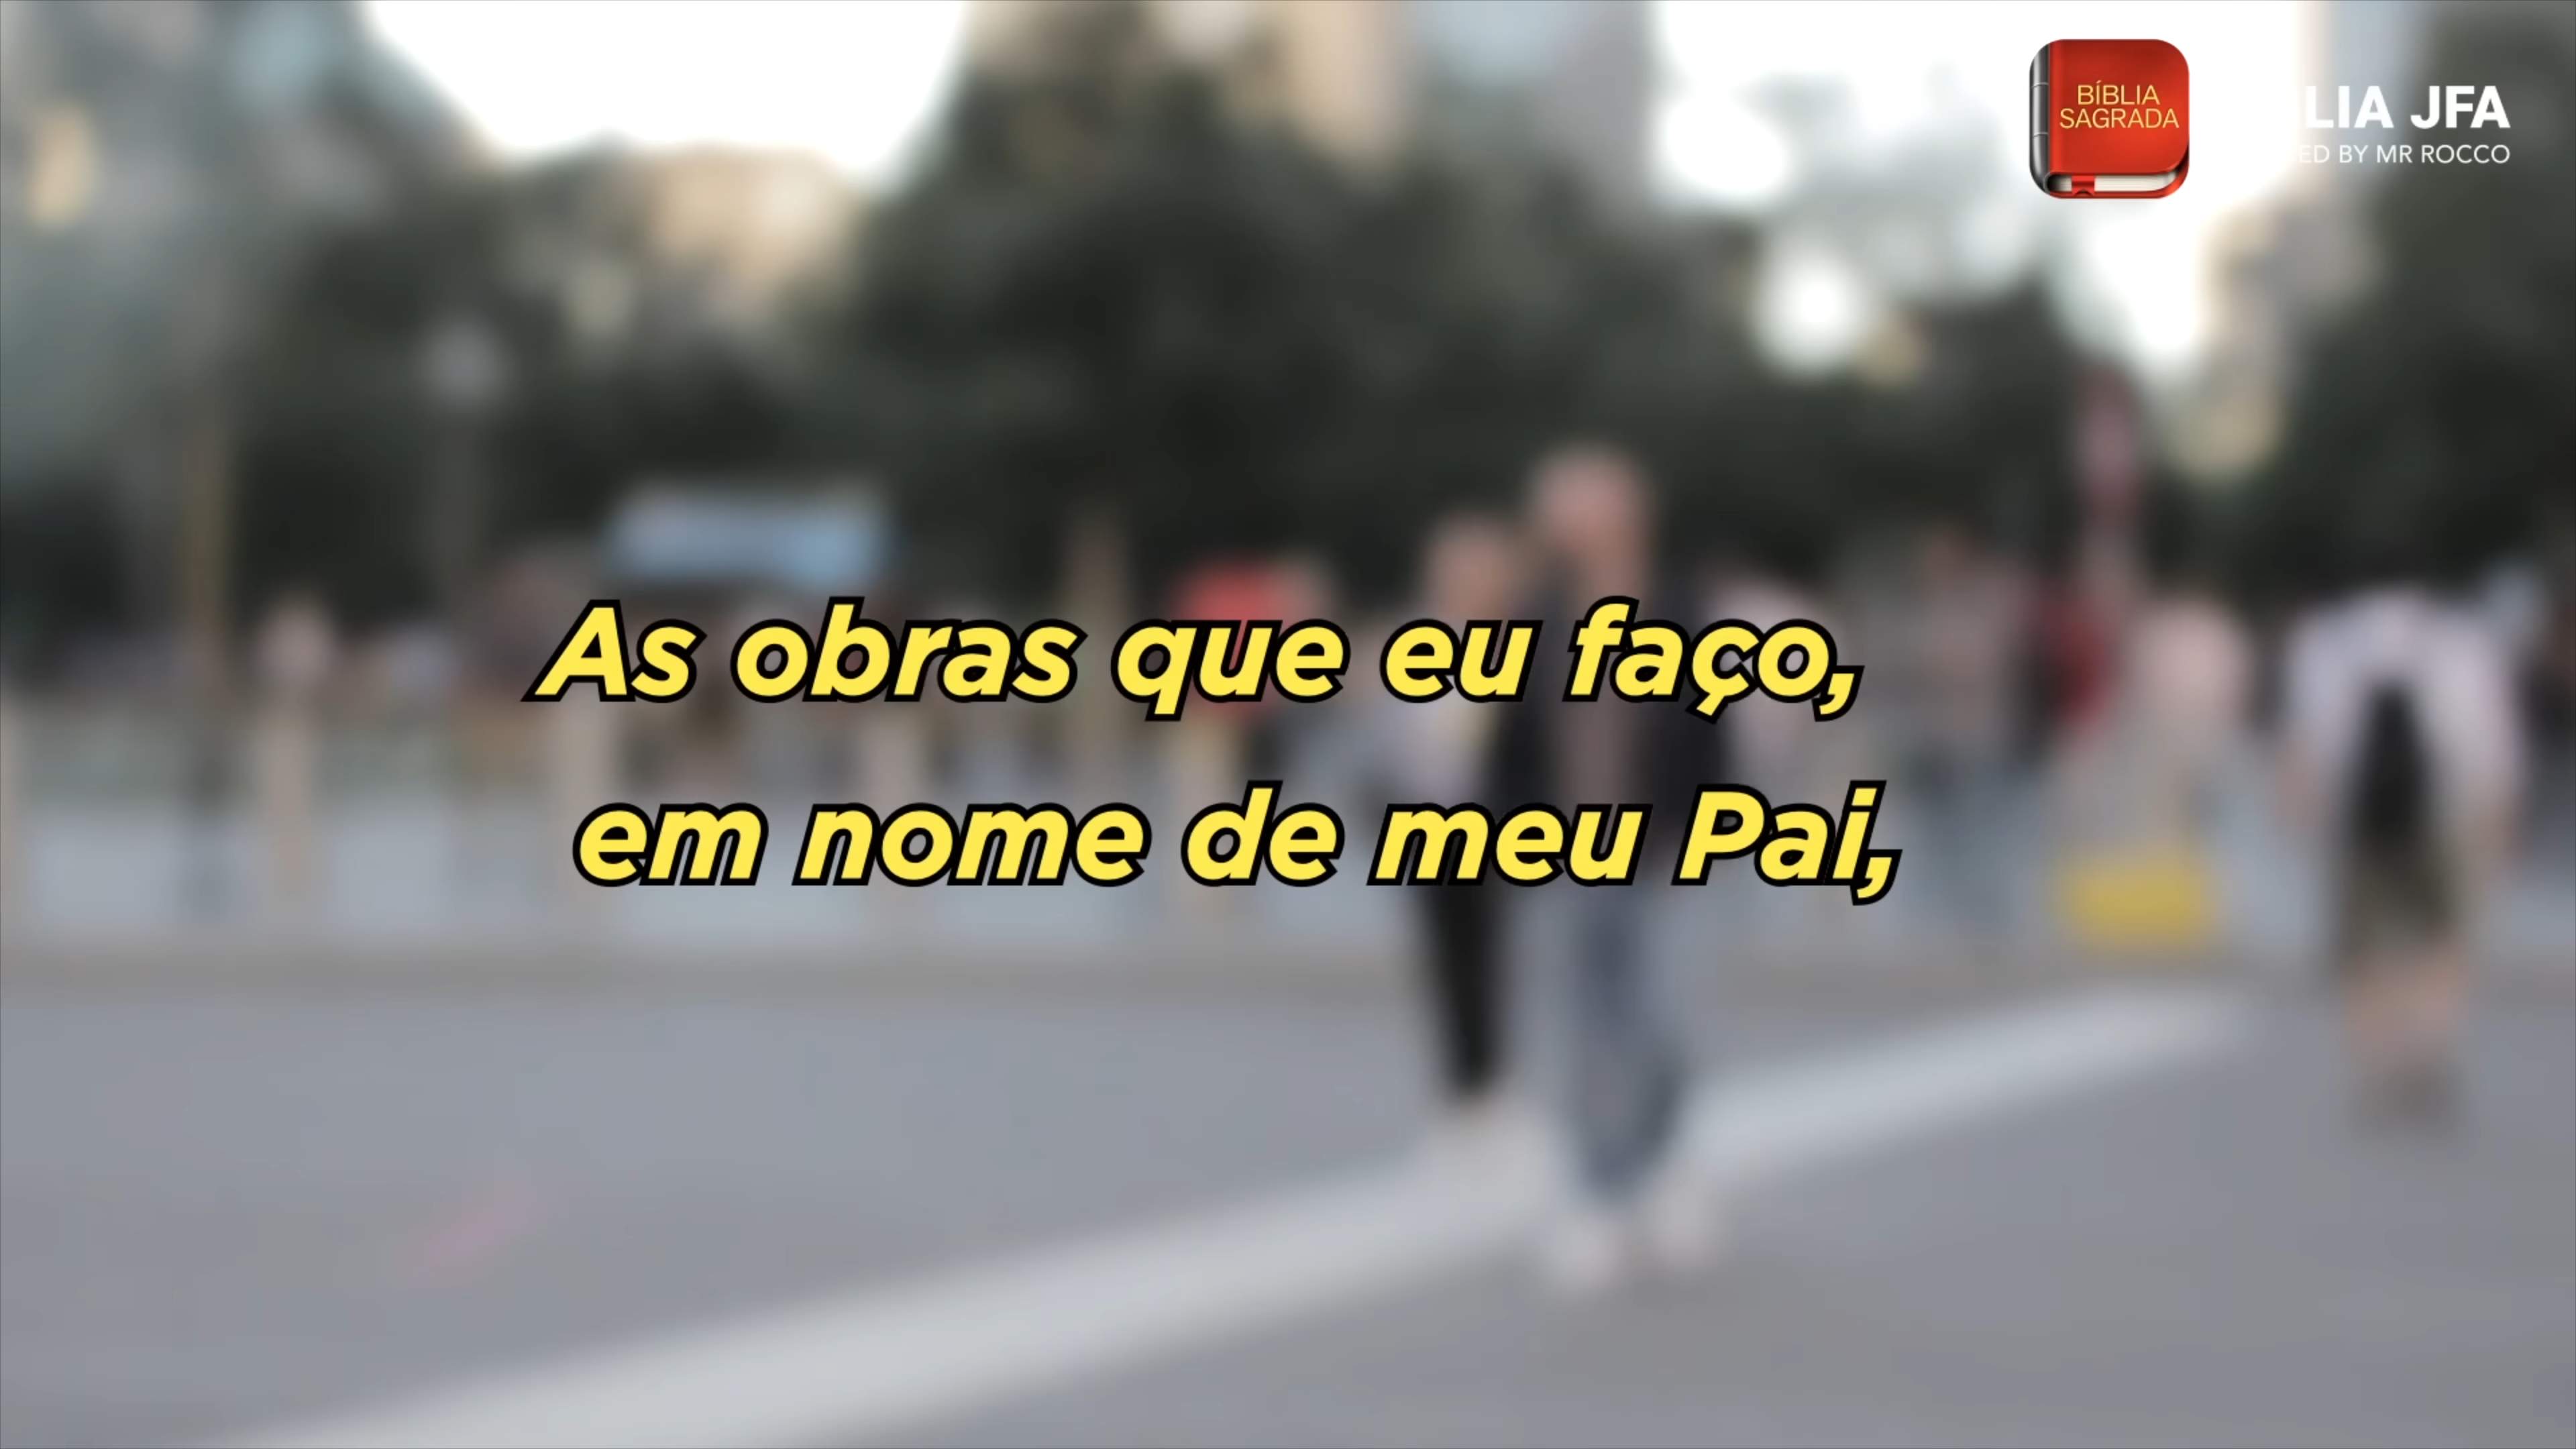 BÍBLIA
SAGRADA
LIA JFA
ED BY MR ROCCO
As obras que eu faço,
em nome de meu Pai,